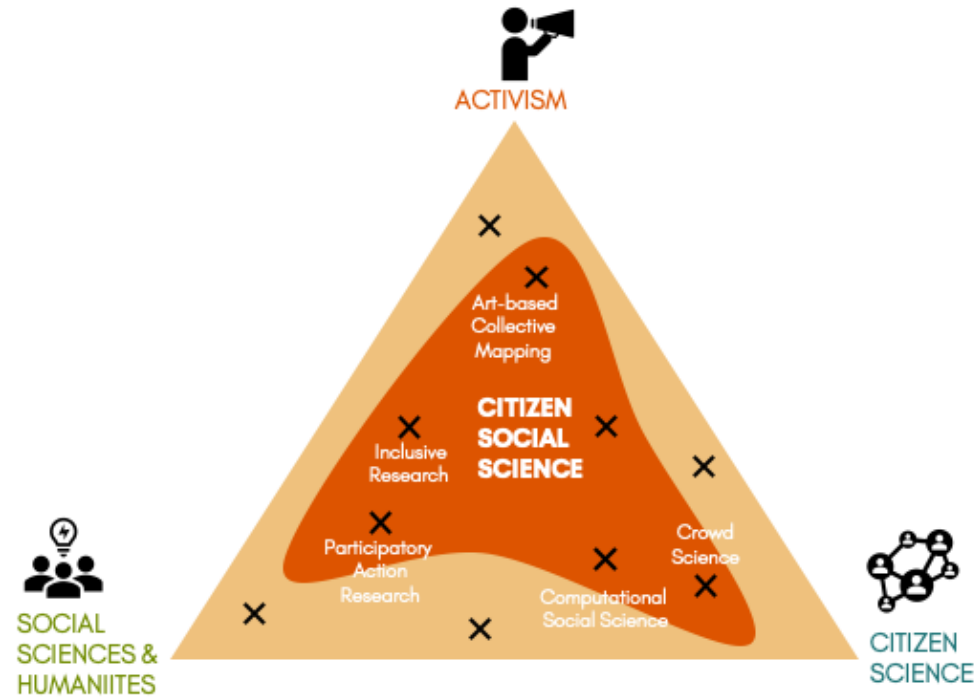 ACTIVISM
Art-based
Collective
Mapping
CITIZEN
SOCIAL
SCIENCE
Inclusive
Research
Participatory
Action
Research
Crowd
Science
Computational
Social Science
SOCIAL
SCIENCES &
HUMANIITES
CITIZEN
SCIENCE